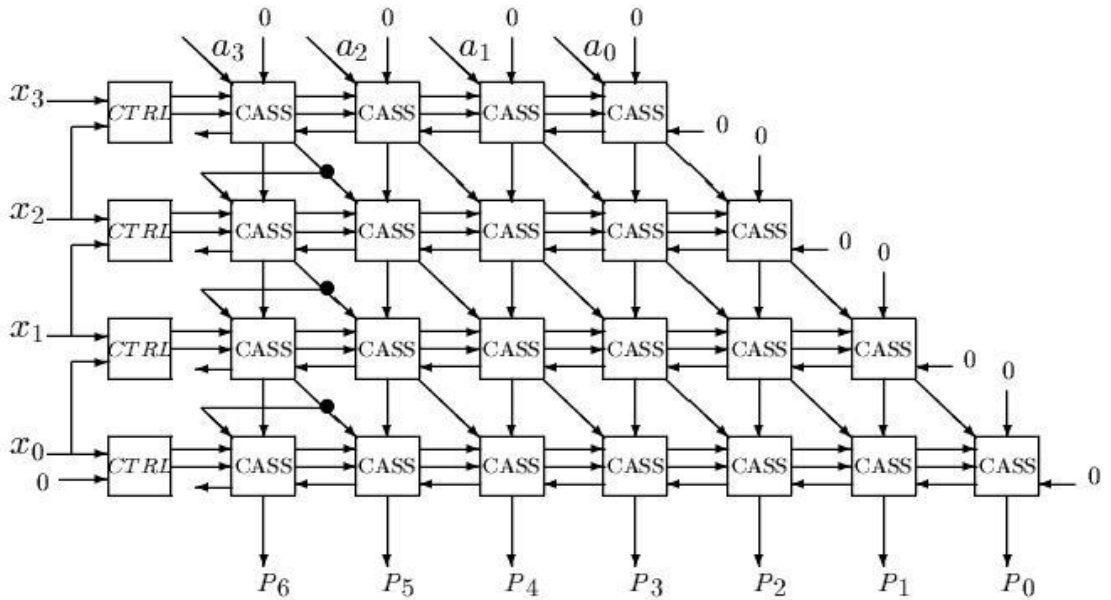 0 0 0 0
a3 a2 a1 a0
x3 CTRL CASS CASS CASS CASS 0
0
x2 CTRL CASS CASS CASS CASS CASS 0
0
x1 CTRL CASS CASS CASS CASS CASS CASS 0
0
x0 CTRL CASS CASS CASS CASS CASS CASS CASS 0
0
P6 P5 P4 P3 P2 P1 P0